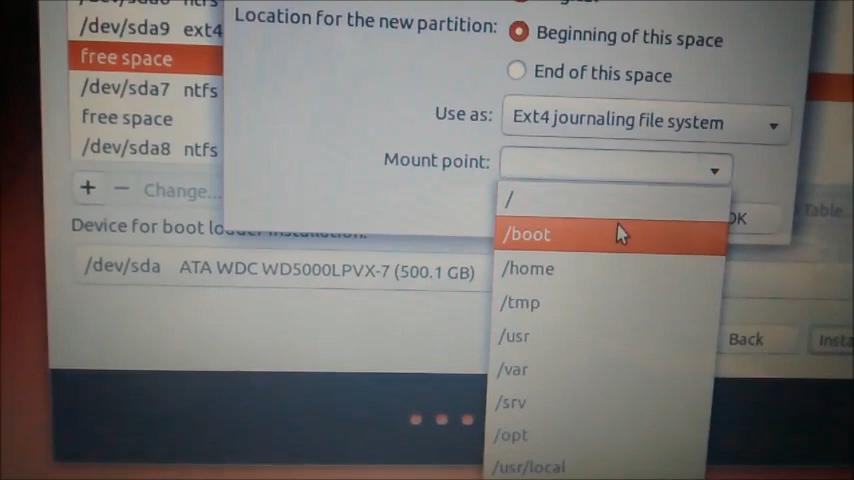 ntfs
/dev/sda9 ext4
free space
/dev/sda7 ntfs
free space
/dev/sda8 ntfs
+ − Change...
Location for the new partition:
Beginning of this space
End of this space
Use as: Ext4 journaling file system
Mount point:
/
/boot
/home
/tmp
/usr
/var
/srv
/opt
/usr/local
OK
Table...
Device for boot loader installation:
/dev/sda ATA WDC WD5000LPVX-7 (500.1 GB)
Back
Insta